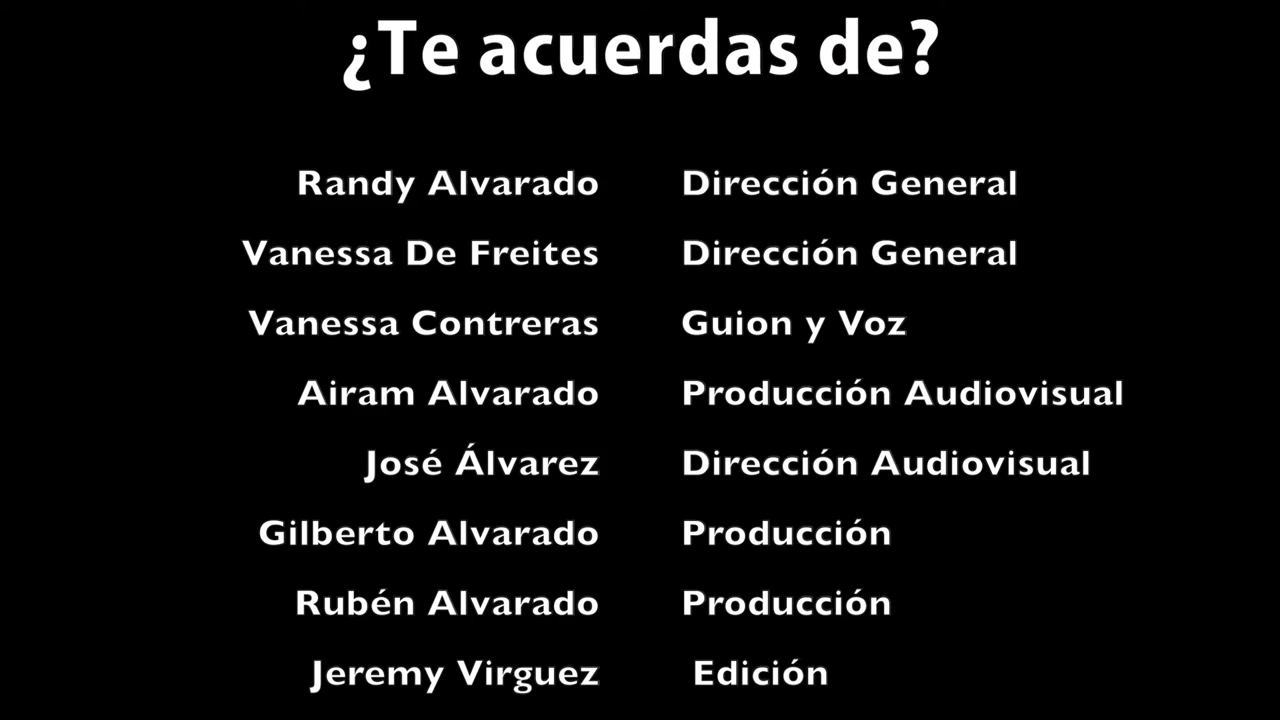 ¿Te acuerdas de?
Randy Alvarado Dirección General
Vanessa De Freites Dirección General
Vanessa Contreras Guion y Voz
Airam Alvarado Producción Audiovisual
José Álvarez Dirección Audiovisual
Gilberto Alvarado Producción
Rubén Alvarado Producción
Jeremy Virguez Edición